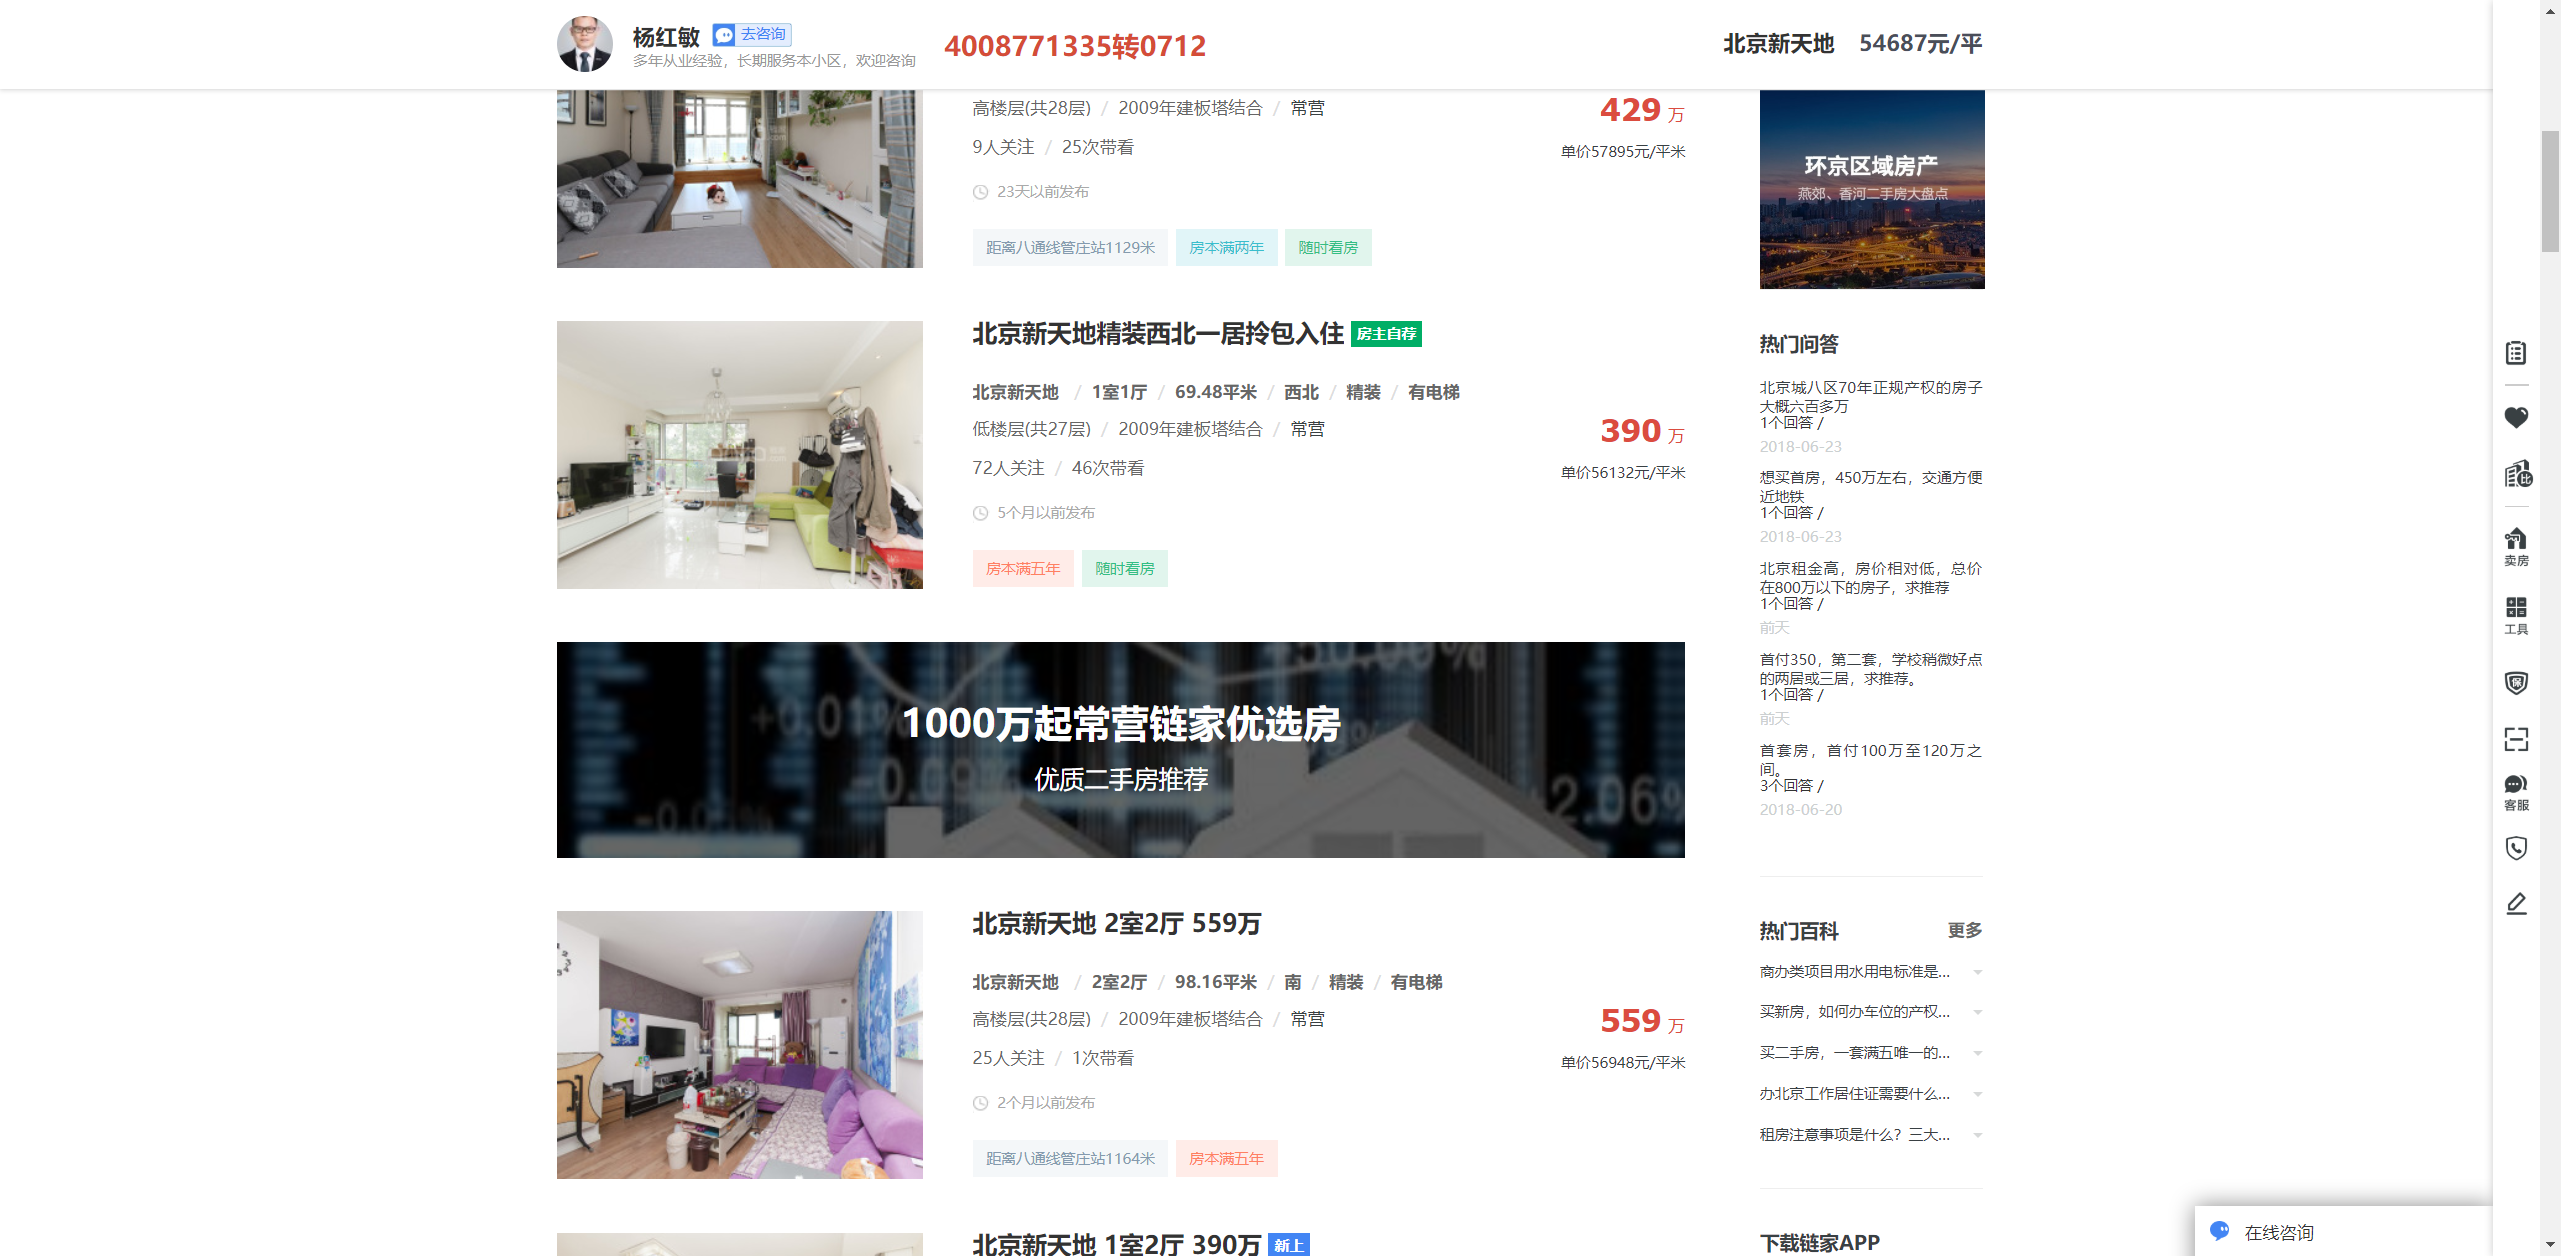 杨红敏 去咨询
多年从业经验，长期服务本小区，欢迎咨询
4008771335转0712
北京新天地 54687元/平
高楼层(共28层) / 2009年建板塔结合 / 常营
9人关注 / 25次带看
23天以前发布
距离八通线管庄站1129米 房本满两年 随时看房
429 万
单价57895元/平米
北京新天地精装西北一居拎包入住 房主自荐
北京新天地 / 1室1厅 / 69.48平米 / 西北 / 精装 / 有电梯
低楼层(共27层) / 2009年建板塔结合 / 常营
72人关注 / 46次带看
5个月以前发布
房本满五年 随时看房
390 万
单价56132元/平米
1000万起常营链家优选房
优质二手房推荐
北京新天地 2室2厅 559万
北京新天地 / 2室2厅 / 98.16平米 / 南 / 精装 / 有电梯
高楼层(共28层) / 2009年建板塔结合 / 常营
25人关注 / 1次带看
2个月以前发布
距离八通线管庄站1164米 房本满五年
559 万
单价56948元/平米
北京新天地 1室2厅 390万 新上
环京区域房产
燕郊、香河二手房大盘点
热门问答
北京城八区70年正规产权的房子
大概六百多万
1个回答 /
2018-06-23
想买首房，450万左右，交通方便
近地铁
1个回答 /
2018-06-23
北京租金高，房价相对低，总价
在800万以下的房子，求推荐
1个回答 /
前天
首付350，第二套，学校稍微好点
的两居或三居，求推荐。
1个回答 /
前天
首套房，首付100万至120万之
间。
3个回答 /
2018-06-20
热门百科 更多
商办类项目用水用电标准是...
买新房，如何办车位的产权...
买二手房，一套满五唯一的...
办北京工作居住证需要什么...
租房注意事项是什么？三大...
下载链家APP
比
卖房
工具
保
客服
在线咨询